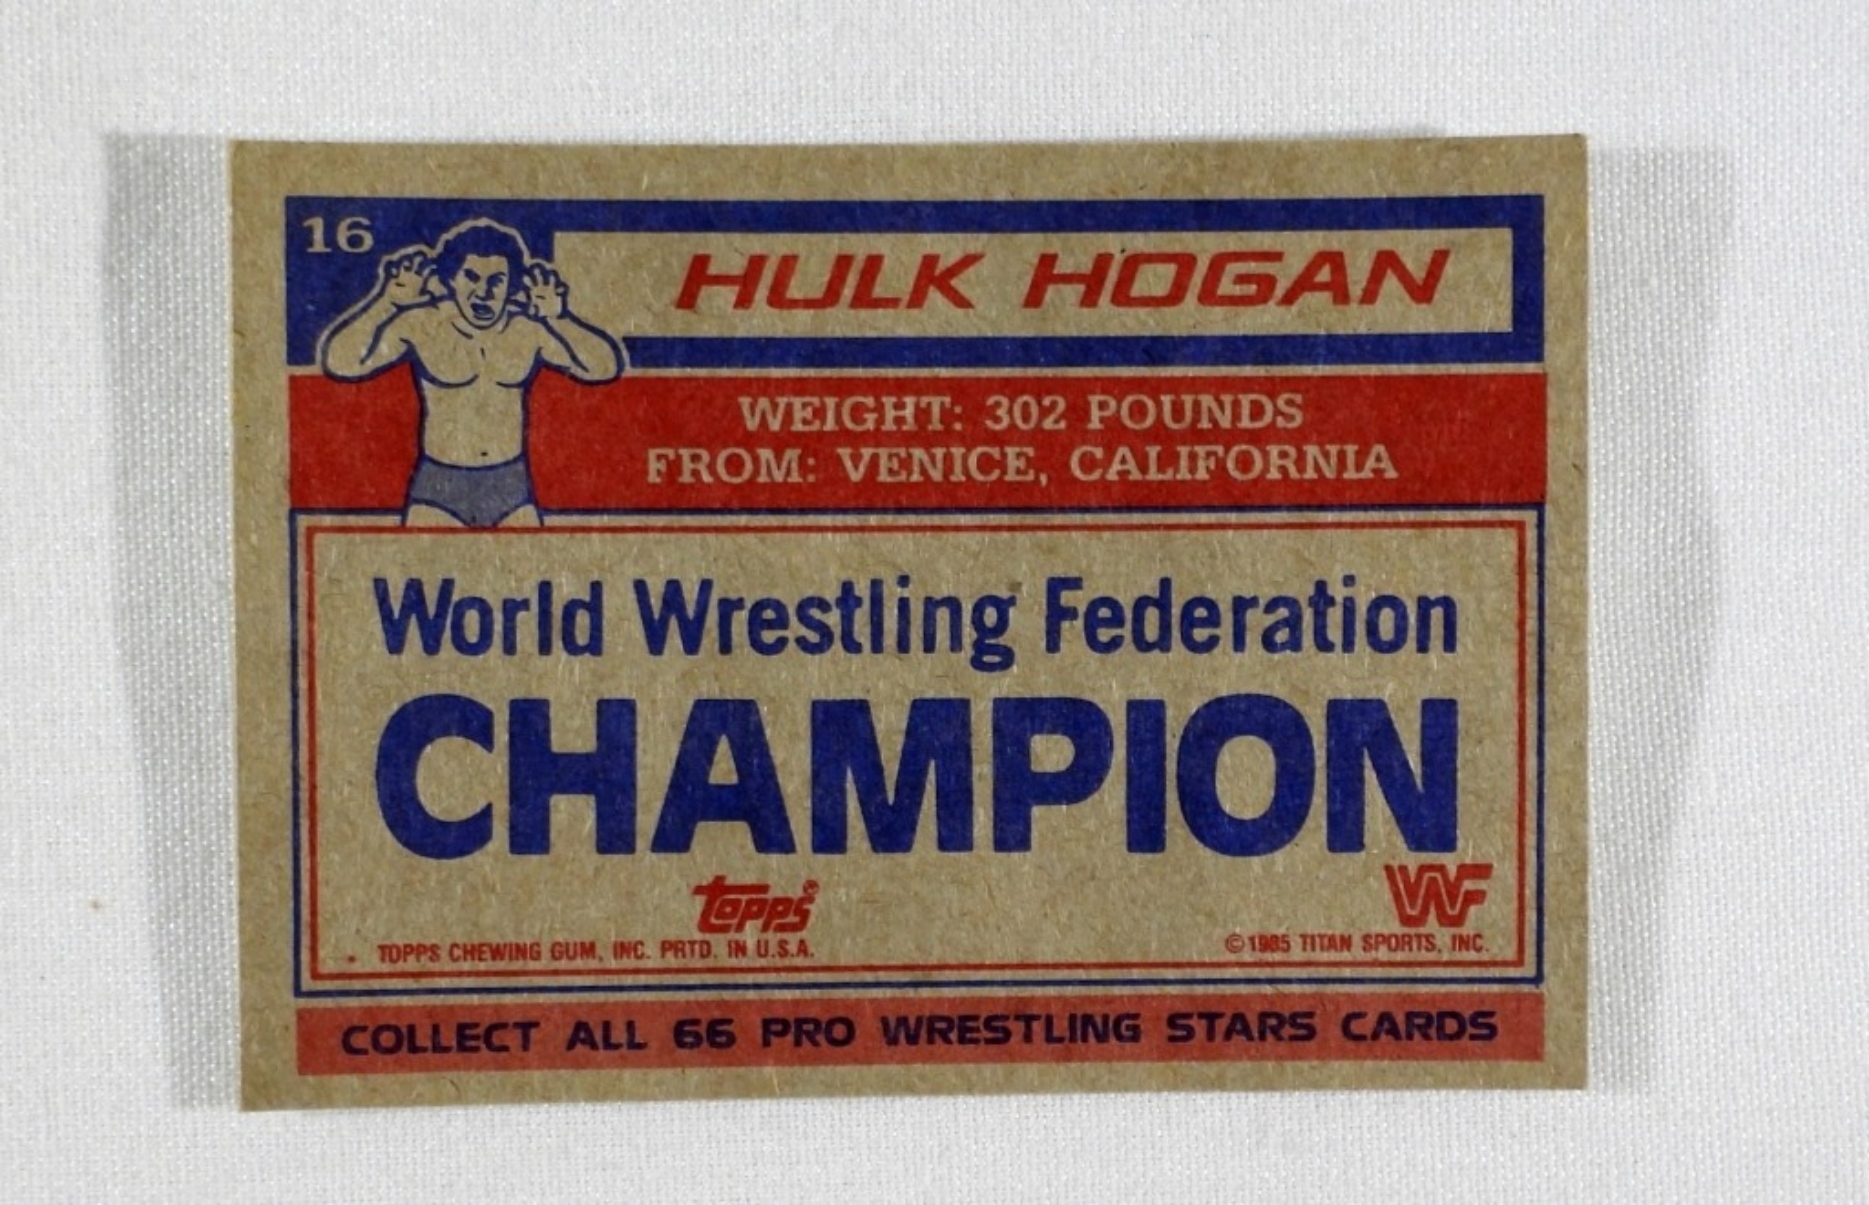 16
HULK HOGAN
WEIGHT: 302 POUNDS
FROM: VENICE, CALIFORNIA
World Wrestling Federation
CHAMPION
topps®
WF
TOPPS CHEWING GUM, INC. PRTD. IN U.S.A.
©1985 TITAN SPORTS, INC.
COLLECT ALL 66 PRO WRESTLING STARS CARDS